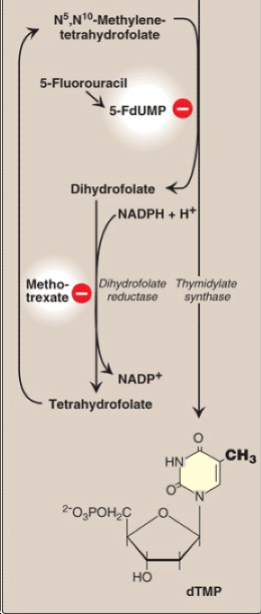 N⁵,N¹⁰-Methylene-
tetrahydrofolate
5-Fluorouracil
5-FdUMP
Dihydrofolate
NADPH + H⁺
Metho-
trexate
Dihydrofolate
reductase
Thymidylate
synthase
NADP⁺
Tetrahydrofolate
O
HN
CH₃
O
N
²⁻O₃POH₂C
O
HO
dTMP